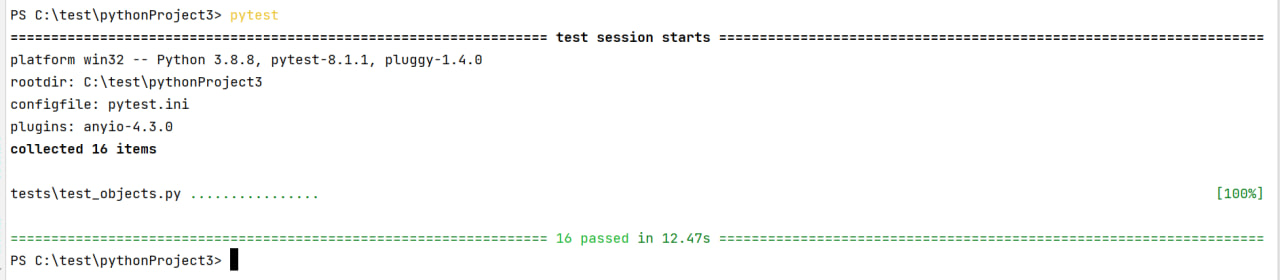 PS C:\test\pythonProject3> pytest
================================================================== test session starts ===================================================================
platform win32 -- Python 3.8.8, pytest-8.1.1, pluggy-1.4.0
rootdir: C:\test\pythonProject3
configfile: pytest.ini
plugins: anyio-4.3.0
collected 16 items
tests\test_objects.py ................ [100%]
================================================================== 16 passed in 12.47s ===================================================================
PS C:\test\pythonProject3>